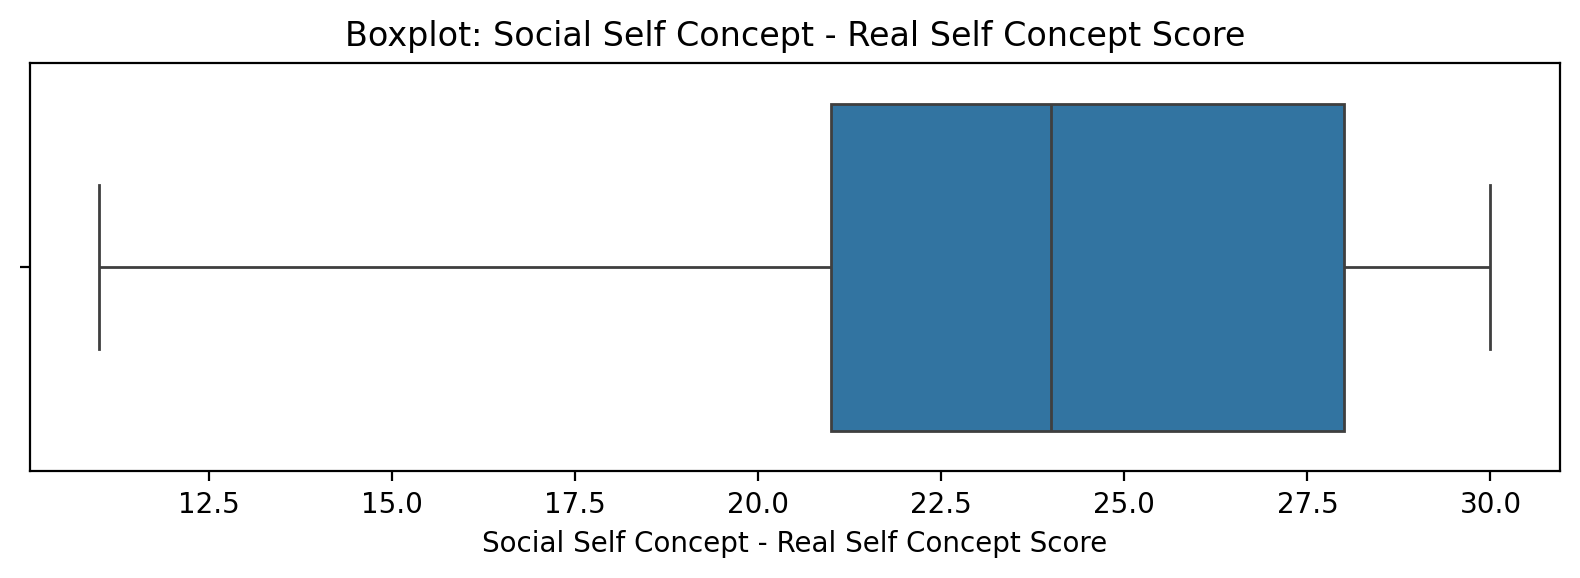 Boxplot: Social Self Concept - Real Self Concept Score
12.5 15.0 17.5 20.0 22.5 25.0 27.5 30.0
Social Self Concept - Real Self Concept Score